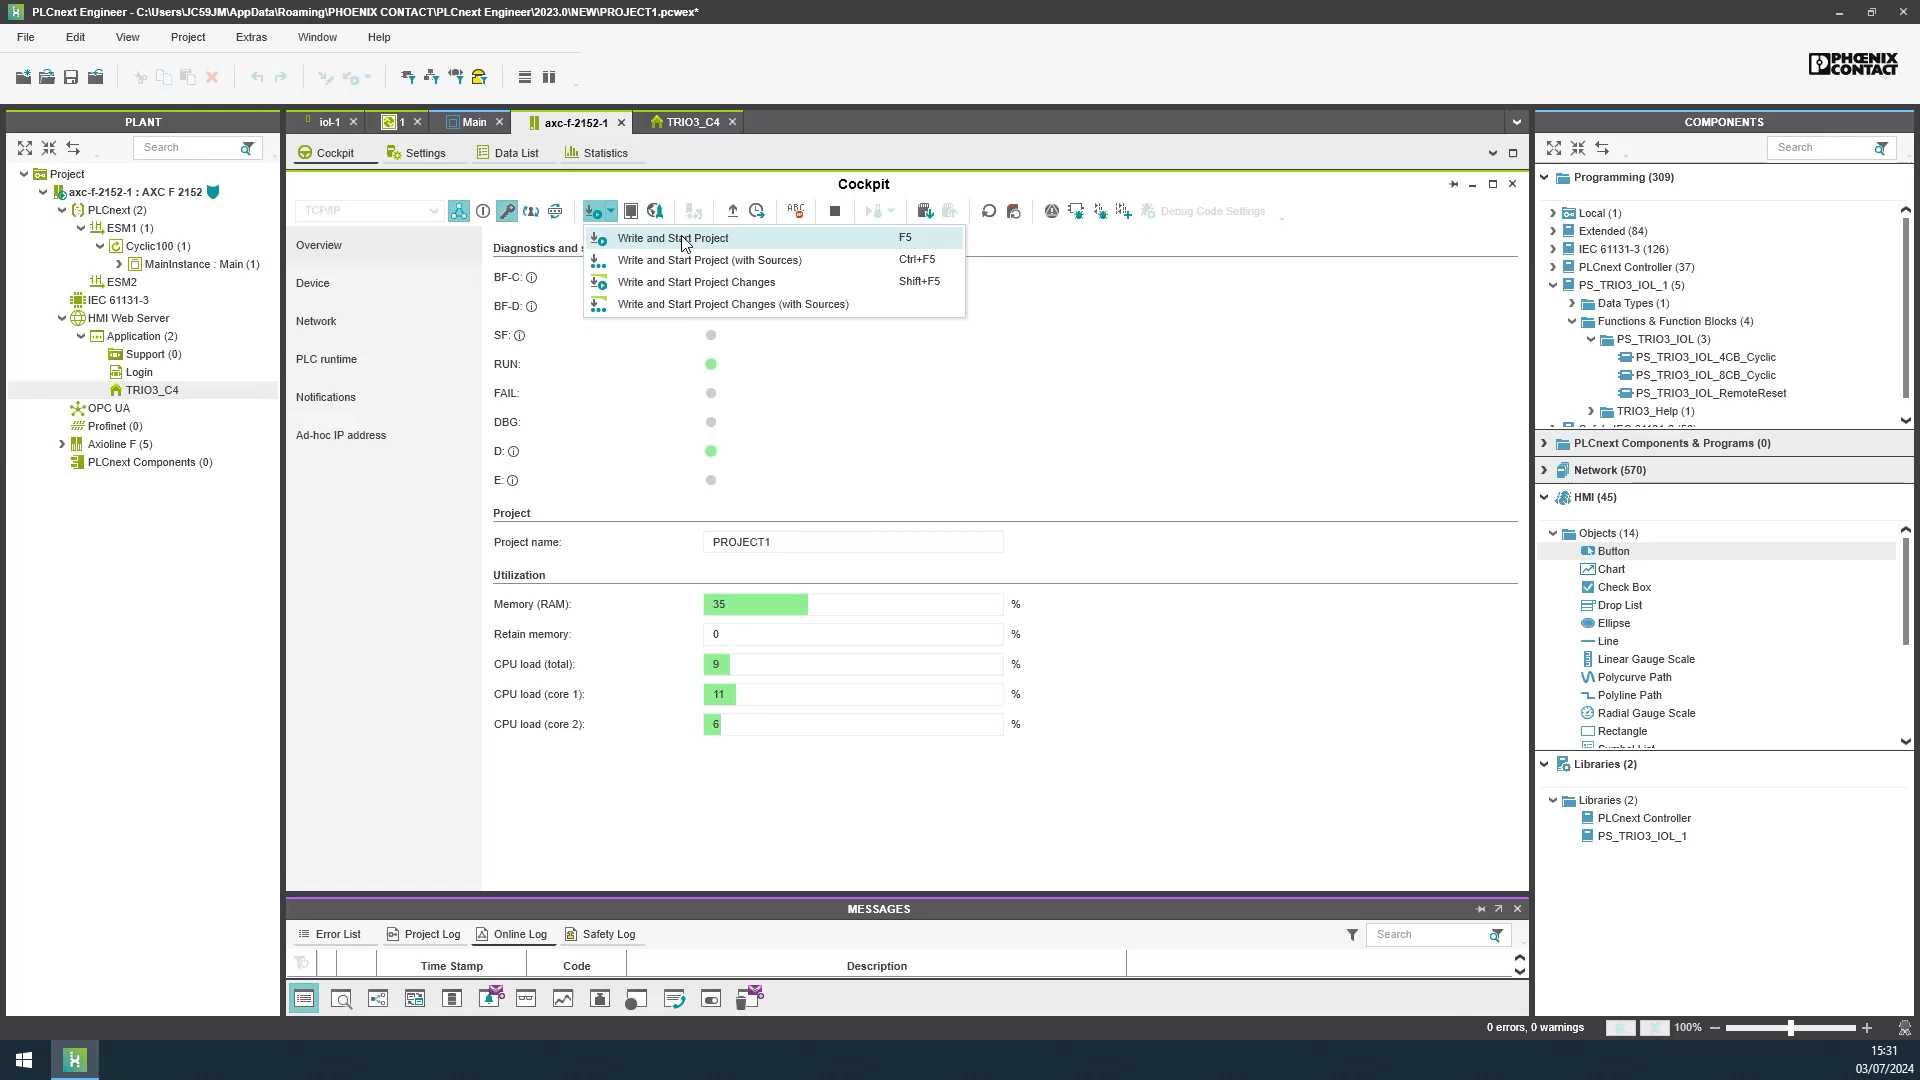 PLCnext Engineer - C:\Users\JC59JM\AppData\Roaming\PHOENIX CONTACT\PLCnext Engineer\2023.0\NEW\PROJECT1.pcwex*
File Edit View Project Extras Window Help
PHŒNIX CONTACT
PLANT
Search
Project
axc-f-2152-1 : AXC F 2152
PLCnext (2)
ESM1 (1)
Cyclic100 (1)
MainInstance : Main (1)
ESM2
IEC 61131-3
HMI Web Server
Application (2)
Support (0)
Login
TRIO3_C4
OPC UA
Profinet (0)
Axioline F (5)
PLCnext Components (0)
iol-1 1 Main axc-f-2152-1 TRIO3_C4
Cockpit Settings Data List Statistics
Cockpit
TCP/IP
ABC
Debug Code Settings
Write and Start Project F5
Write and Start Project (with Sources) Ctrl+F5
Write and Start Project Changes Shift+F5
Write and Start Project Changes (with Sources)
Overview
Device
Network
PLC runtime
Notifications
Ad-hoc IP address
Diagnostics and s
BF-C:
BF-D:
SF:
RUN:
FAIL:
DBG:
D:
E:
Project
Project name: PROJECT1
Utilization
Memory (RAM): 35 %
Retain memory: 0 %
CPU load (total): 9 %
CPU load (core 1): 11 %
CPU load (core 2): 6 %
MESSAGES
Error List Project Log Online Log Safety Log
Search
Time Stamp Code Description
COMPONENTS
Search
Programming (309)
Local (1)
Extended (84)
IEC 61131-3 (126)
PLCnext Controller (37)
PS_TRIO3_IOL_1 (5)
Data Types (1)
Functions & Function Blocks (4)
PS_TRIO3_IOL (3)
PS_TRIO3_IOL_4CB_Cyclic
PS_TRIO3_IOL_8CB_Cyclic
PS_TRIO3_IOL_RemoteReset
TRIO3_Help (1)
PLCnext Components & Programs (0)
Network (570)
HMI (45)
Objects (14)
Button
Chart
Check Box
Drop List
Ellipse
Line
Linear Gauge Scale
Polycurve Path
Polyline Path
Radial Gauge Scale
Rectangle
Libraries (2)
Libraries (2)
PLCnext Controller
PS_TRIO3_IOL_1
0 errors, 0 warnings 100%
15:31
03/07/2024